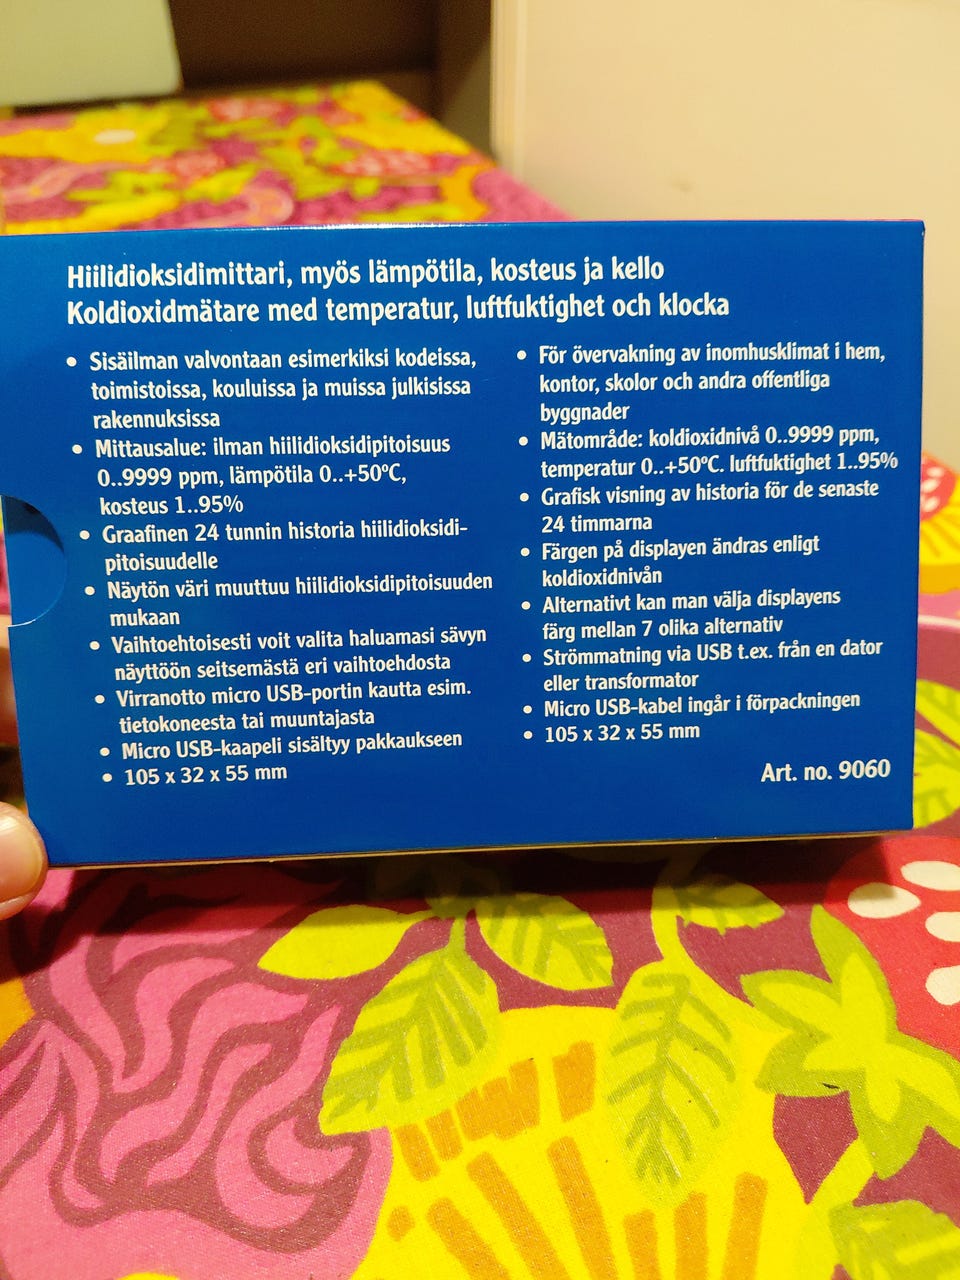 Hiilidioksidimittari, myös lämpötila, kosteus ja kello
Koldioxidmätare med temperatur, luftfuktighet och klocka
• Sisäilman valvontaan esimerkiksi kodeissa,
toimistoissa, kouluissa ja muissa julkisissa
rakennuksissa
• Mittausalue: ilman hiilidioksidipitoisuus
0..9999 ppm, lämpötila 0..+50ºC,
kosteus 1..95%
• Graafinen 24 tunnin historia hiilidioksidi-
pitoisuudelle
• Näytön väri muuttuu hiilidioksidipitoisuuden
mukaan
• Vaihtoehtoisesti voit valita haluamasi sävyn
näyttöön seitsemästä eri vaihtoehdosta
• Virranotto micro USB-portin kautta esim.
tietokoneesta tai muuntajasta
• Micro USB-kaapeli sisältyy pakkaukseen
• 105 x 32 x 55 mm
• För övervakning av inomhusklimat i hem,
kontor, skolor och andra offentliga
byggnader
• Mätområde: koldioxidnivå 0..9999 ppm,
temperatur 0..+50ºC. luftfuktighet 1..95%
• Grafisk visning av historia för de senaste
24 timmarna
• Färgen på displayen ändras enligt
koldioxidnivån
• Alternativt kan man välja displayens
färg mellan 7 olika alternativ
• Strömmatning via USB t.ex. från en dator
eller transformator
• Micro USB-kabel ingår i förpackningen
• 105 x 32 x 55 mm
Art. no. 9060